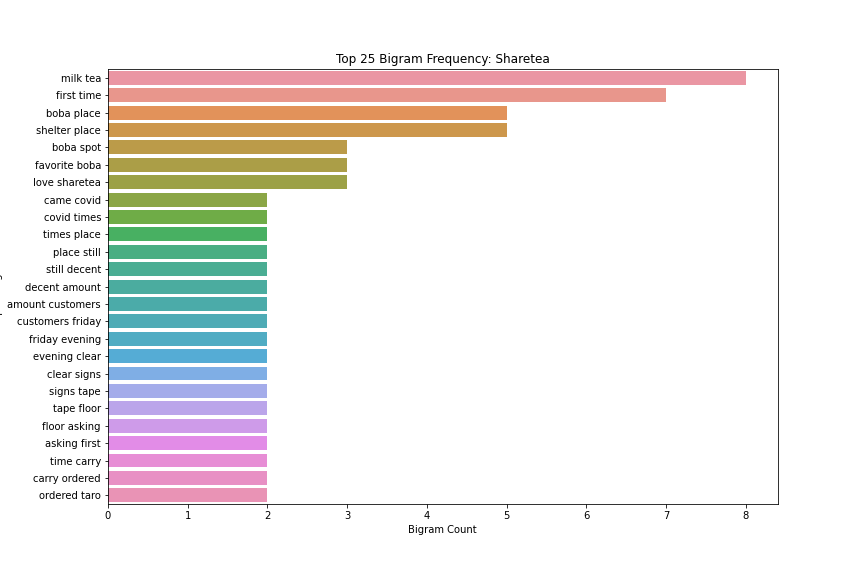 Top 25 Bigram Frequency: Sharetea
milk tea
first time
boba place
shelter place
boba spot
favorite boba
love sharetea
came covid
covid times
times place
place still
still decent
decent amount
amount customers
customers friday
friday evening
evening clear
clear signs
signs tape
tape floor
floor asking
asking first
time carry
carry ordered
ordered taro
0 1 2 3 4 5 6 7 8
Bigram Count